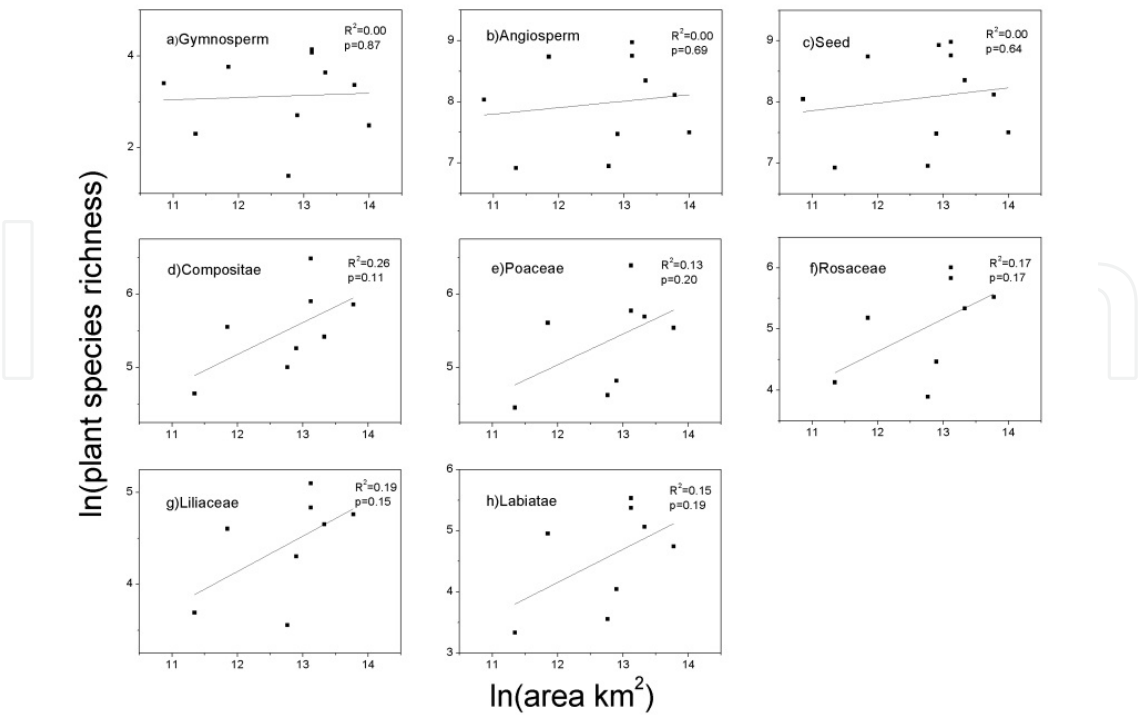 a)Gymnosperm
R²=0.00
p=0.87
4
2
11 12 13 14
b)Angiosperm
R²=0.00
p=0.69
9
8
7
11 12 13 14
c)Seed
R²=0.00
p=0.64
9
8
7
11 12 13 14
ln(plant species richness)
d)Compositae
R²=0.26
p=0.11
6
5
11 12 13 14
e)Poaceae
R²=0.13
p=0.20
6
5
11 12 13 14
f)Rosaceae
R²=0.17
p=0.17
6
5
4
11 12 13 14
g)Liliaceae
R²=0.19
p=0.15
5
4
11 12 13 14
h)Labiatae
R²=0.15
p=0.19
6
5
4
3
11 12 13 14
ln(area km²)